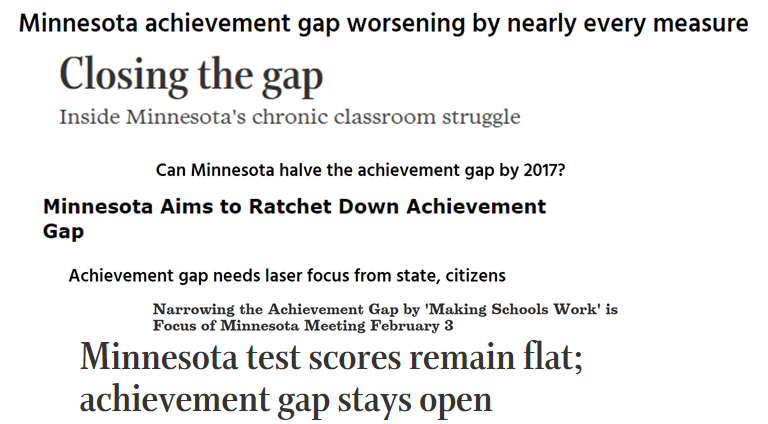 Minnesota achievement gap worsening by nearly every measure
Closing the gap
Inside Minnesota's chronic classroom struggle
Can Minnesota halve the achievement gap by 2017?
Minnesota Aims to Ratchet Down Achievement
Gap
Achievement gap needs laser focus from state, citizens
Narrowing the Achievement Gap by 'Making Schools Work' is
Focus of Minnesota Meeting February 3
Minnesota test scores remain flat;
achievement gap stays open